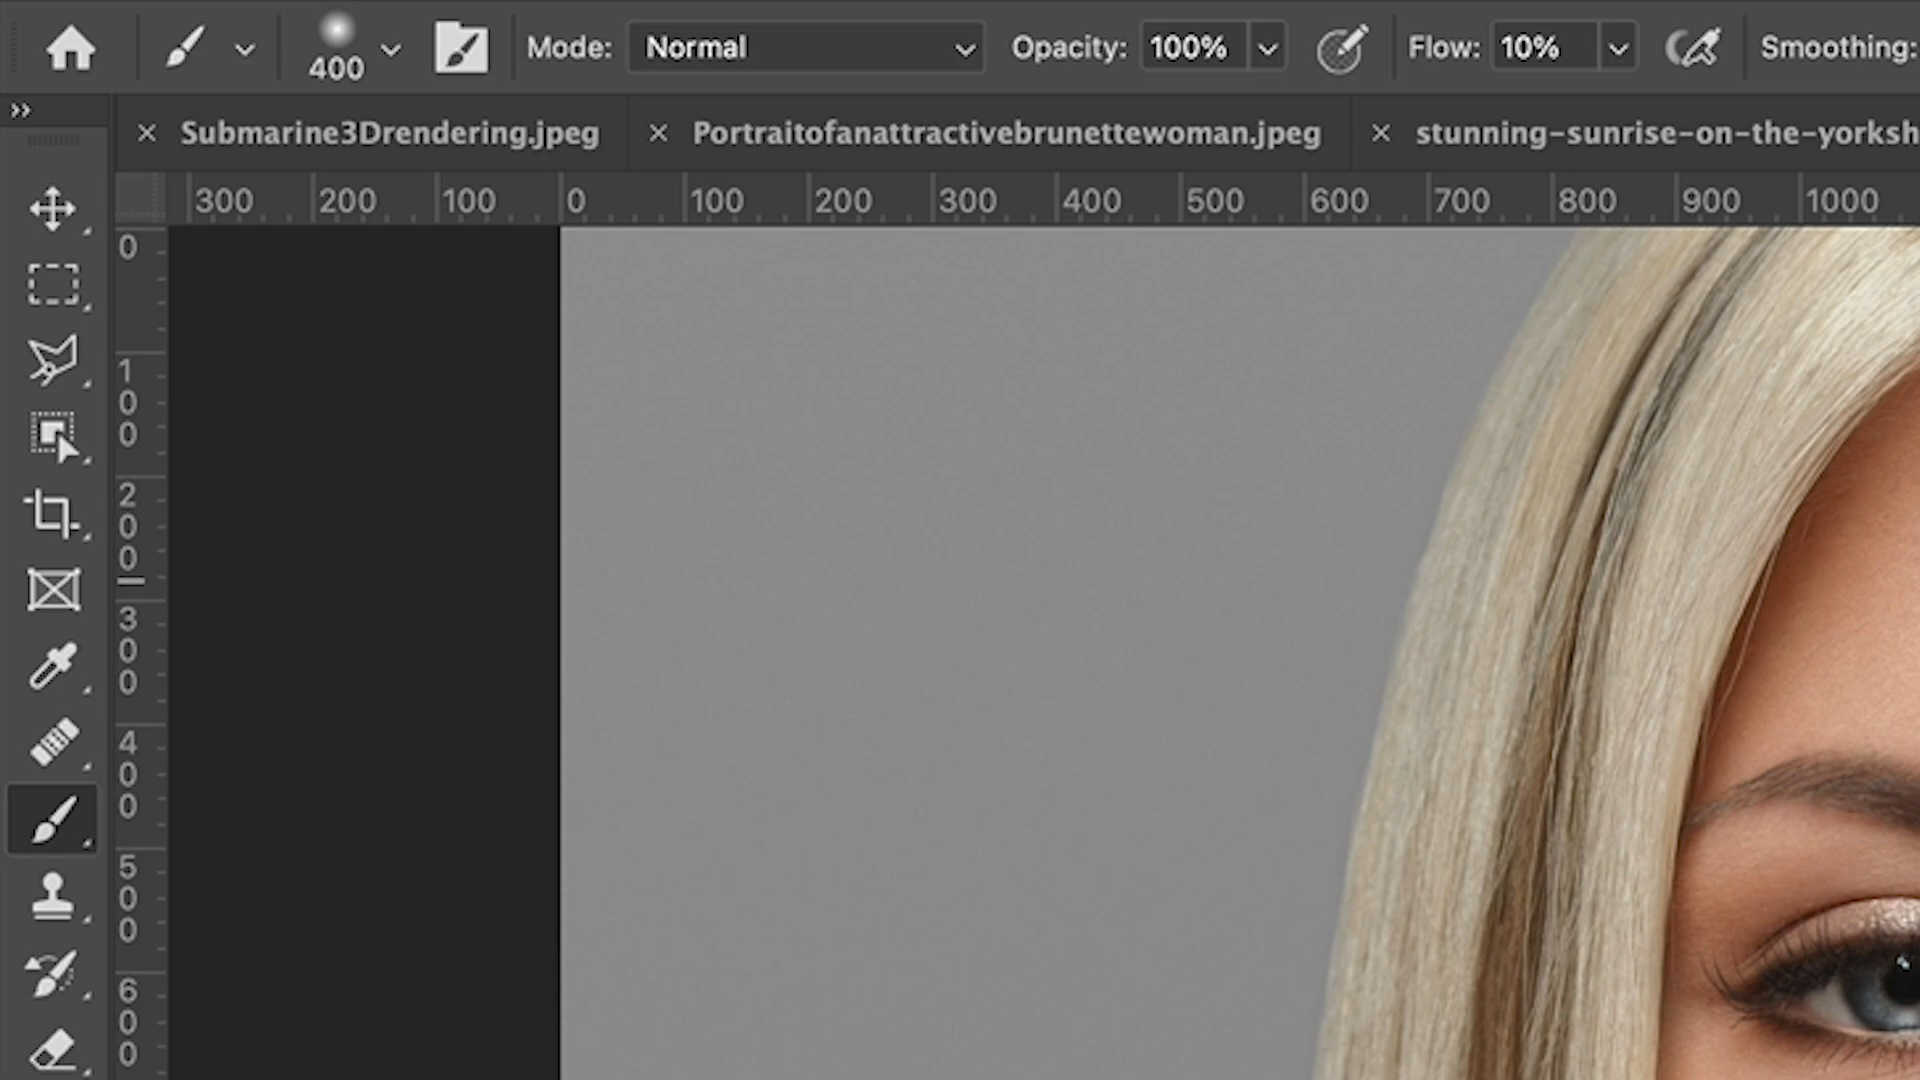 Mode: Normal Opacity: 100% Flow: 10% Smoothing:
400
Submarine3Drendering.jpeg Portraitofanattractivebrunettewoman.jpeg stunning-sunrise-on-the-yorksh
300 200 100 0 100 200 300 400 500 600 700 800 900 1000
0
100
200
300
400
500
600